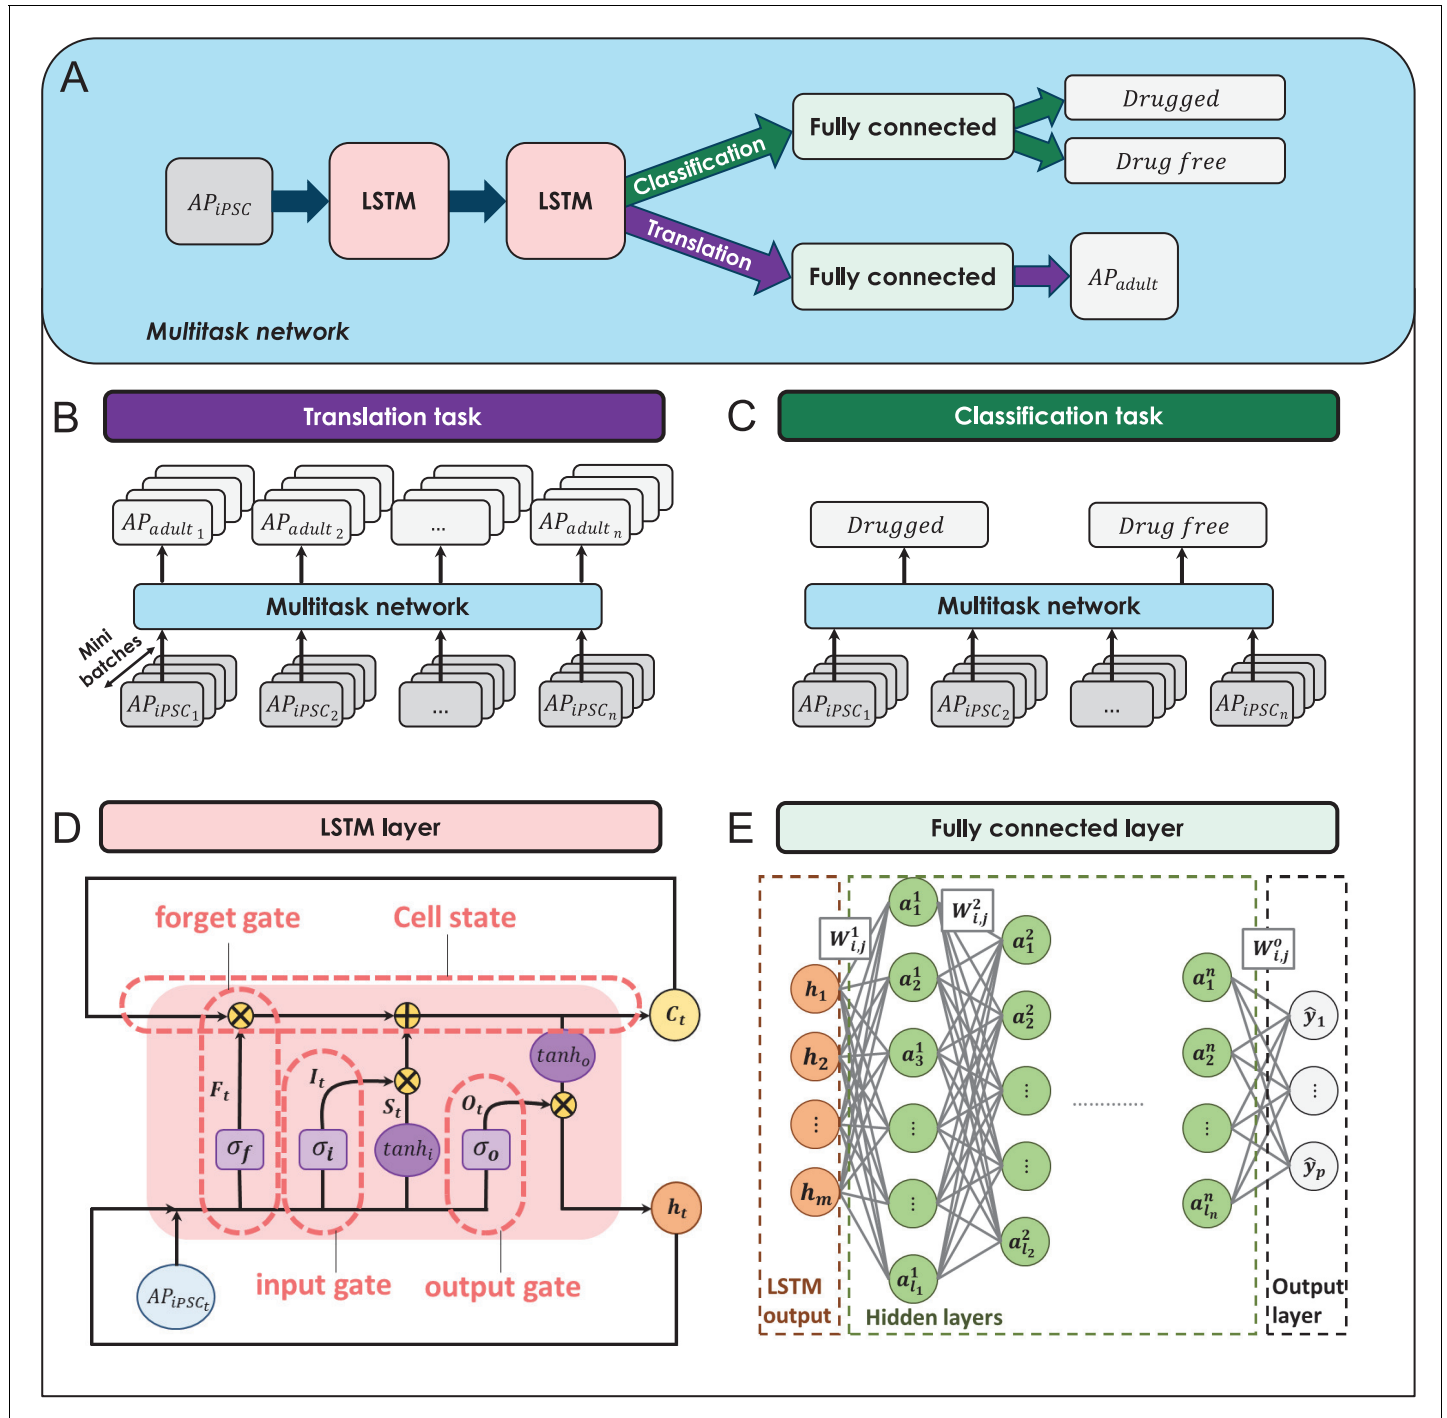 A
AP_iPSC
LSTM
LSTM
Classification
Translation
Fully connected
Fully connected
Drugged
Drug free
AP_adult
Multitask network
B
Translation task
AP_adult 1
AP_adult 2
...
AP_adult n
Multitask network
Mini
batches
AP_iPSC1
AP_iPSC2
...
AP_iPSCn
C
Classification task
Drugged
Drug free
Multitask network
AP_iPSC1
AP_iPSC2
...
AP_iPSCn
D
LSTM layer
forget gate
Cell state
C_t
tanh_o
I_t
F_t
S_t
O_t
σ_f
σ_i
tanh_i
σ_o
h_t
input gate
output gate
AP_iPSCt
E
Fully connected layer
W^1_i,j
W^2_i,j
W^o_i,j
h_1
h_2
⋮
h_m
a^1_1
a^1_2
a^1_3
⋮
⋮
a^1_l1
a^2_1
a^2_2
⋮
⋮
a^2_l2
............
a^n_1
a^n_2
⋮
a^n_ln
ŷ_1
⋮
ŷ_p
LSTM
output
Hidden layers
Output
layer